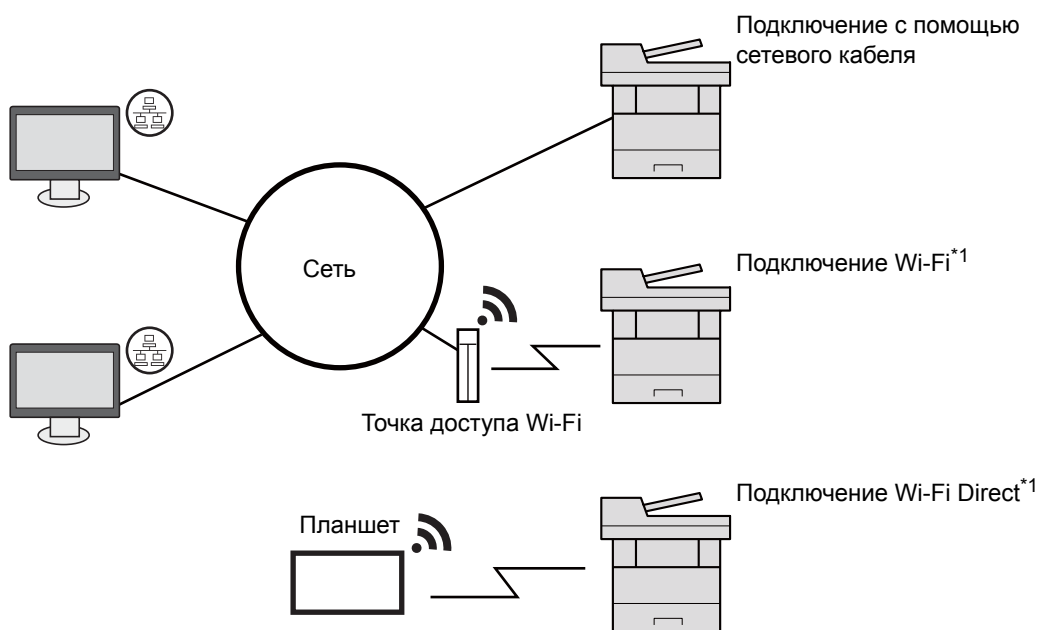 Подключение с помощью
сетевого кабеля
Сеть
Подключение Wi-Fi*1
Точка доступа Wi-Fi
Подключение Wi-Fi Direct*1
Планшет